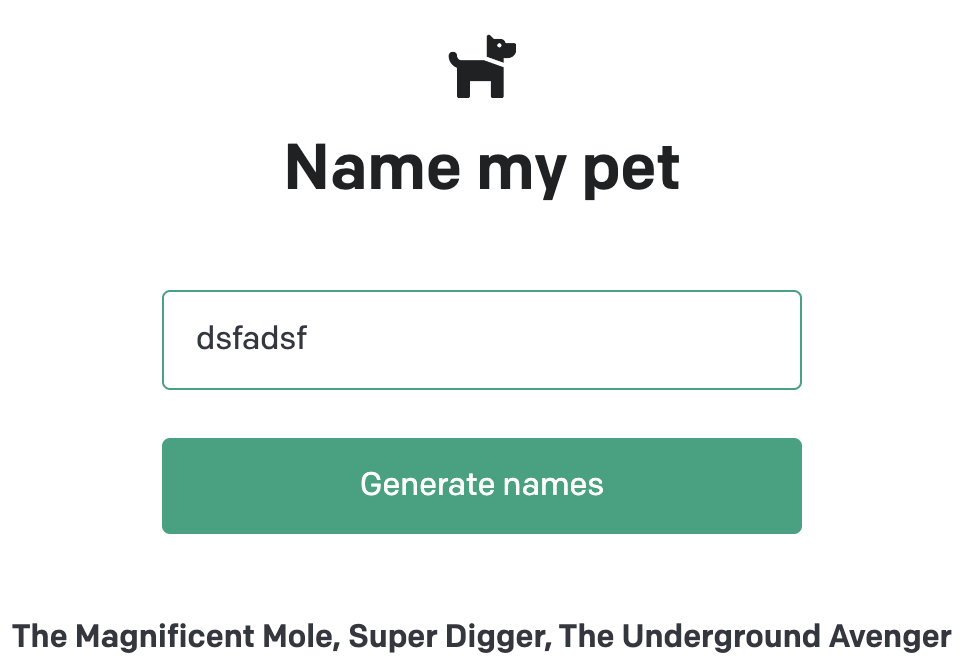 Name my pet
dsfadsf
Generate names
The Magnificent Mole, Super Digger, The Underground Avenger